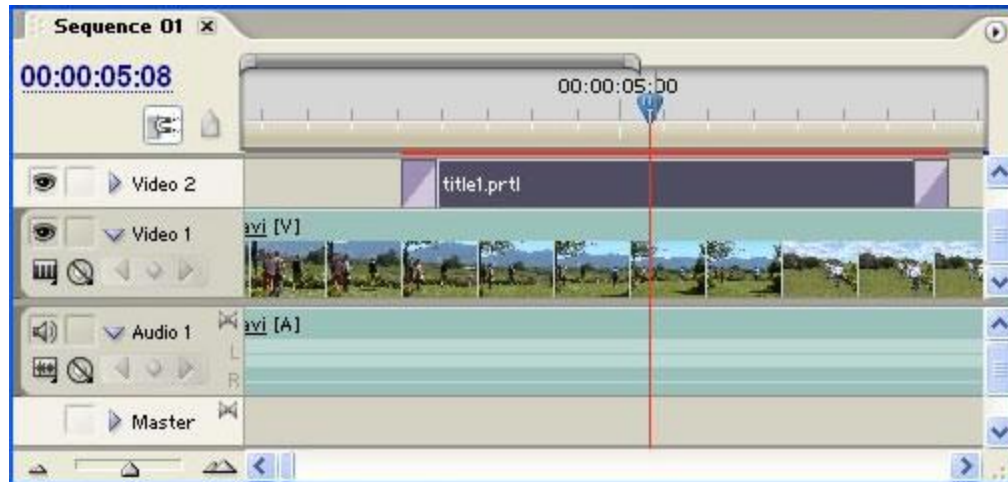 Sequence 01
00:00:05:08
00:00:05:00
Video 2
title1.prtl
Video 1
avi [V]
Audio 1
avi [A]
L
R
Master